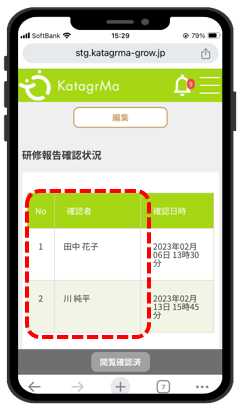 SoftBank 15:29 79%
stg.katagrma-grow.jp
KatagrMa
編集
研修報告確認状況
No 確認者 確認日時
1 田中 花子 2023年02月
06日 13時30
分
2 川 純平 2023年02月
13日 15時45
分
閲覧確認済
7